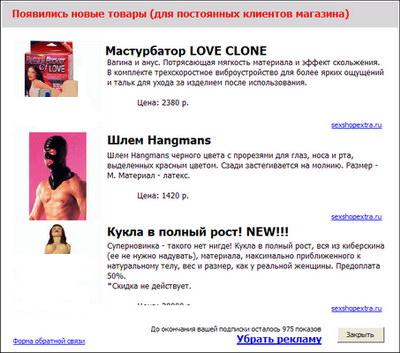 Появились новые товары (для постоянных клиентов магазина)
Мастурбатор LOVE CLONE
Вагина и анус. Потрясающая мягкость материала и эффект скольжения.
В комплекте трехскоростное виброустройство для более ярких ощущений
и тальк для ухода за изделием после использования.
Цена: 2380 р.
sexshopextra.ru
Шлем Hangmans
Шлем Hangmans черного цвета с прорезями для глаз, носа и рта,
выделенных красным цветом. Сзади застегивается на молнию. Размер -
М. Материал - латекс.
Цена: 1420 р.
sexshopextra.ru
Кукла в полный рост! NEW!!!
Суперновинка - такого нет нигде! Кукла в полный рост, вся из киберскина
(ее не нужно надувать), материала, максимально приближенного к
натуральному телу, вес и размер, как у реальной женщины. Предоплата
50%.
*Скидка не действует.
sexshopextra.ru
До окончания вашей подписки осталось 975 показов
Форма обратной связи
Убрать рекламу
Закрыть